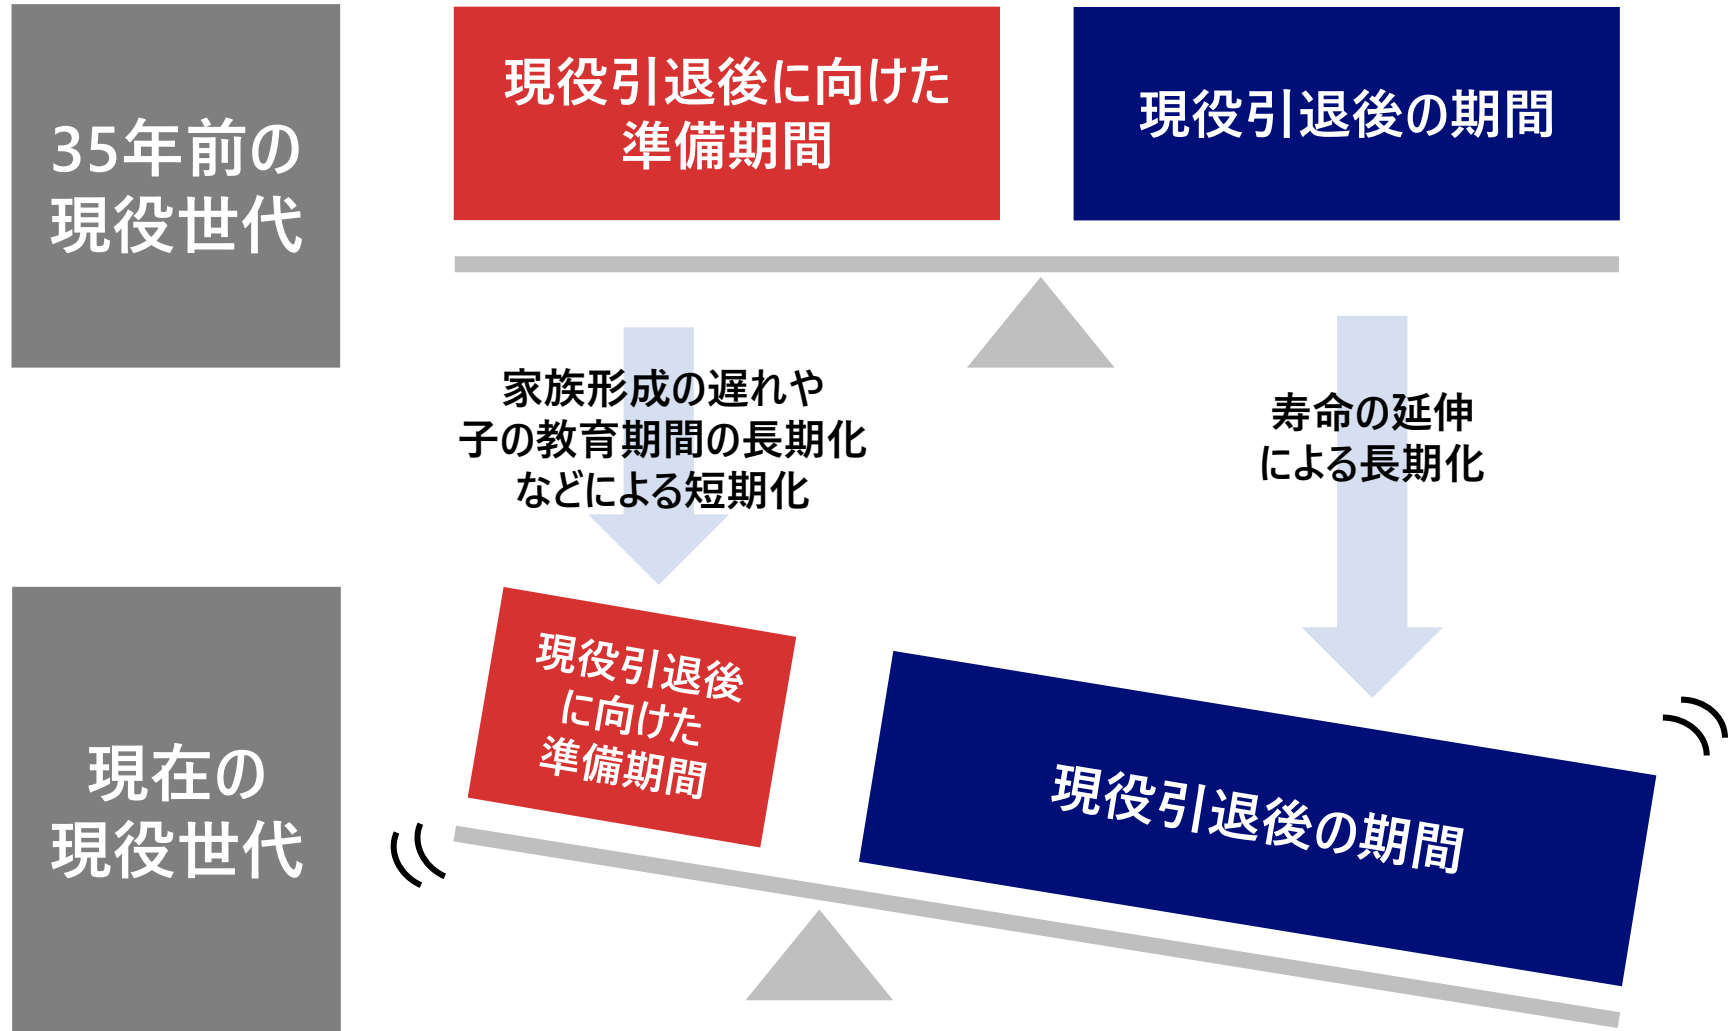 35年前の
現役世代
現役引退後に向けた
準備期間
現役引退後の期間
家族形成の遅れや
子の教育期間の長期化
などによる短期化
寿命の延伸
による長期化
現在の
現役世代
現役引退後
に向けた
準備期間
現役引退後の期間